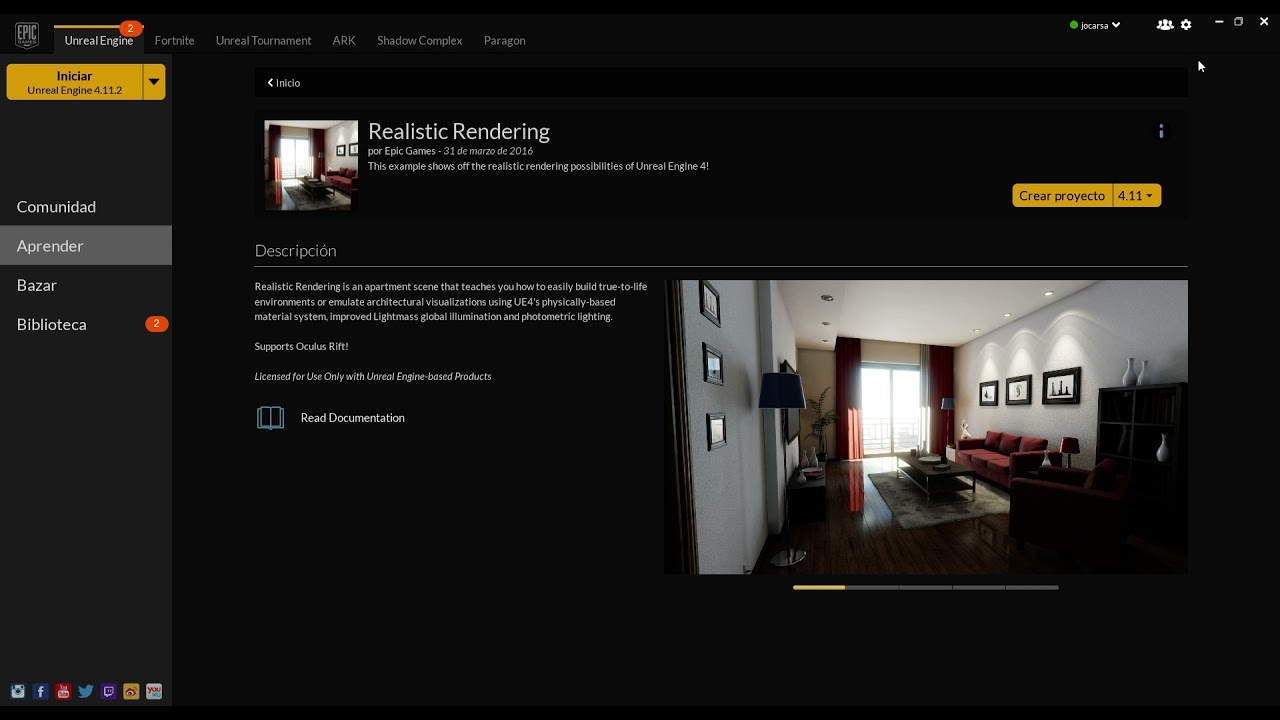 EPIC
GAMES
Unreal Engine
2
Fortnite
Unreal Tournament
ARK
Shadow Complex
Paragon
jocarsa
Iniciar
Unreal Engine 4.11.2
Comunidad
Aprender
Bazar
Biblioteca
2
Inicio
Realistic Rendering
por Epic Games - 31 de marzo de 2016
This example shows off the realistic rendering possibilities of Unreal Engine 4!
Crear proyecto
4.11
Descripción
Realistic Rendering is an apartment scene that teaches you how to easily build true-to-life
environments or emulate architectural visualizations using UE4's physically-based
material system, improved Lightmass global illumination and photometric lighting.
Supports Oculus Rift!
Licensed for Use Only with Unreal Engine-based Products
Read Documentation